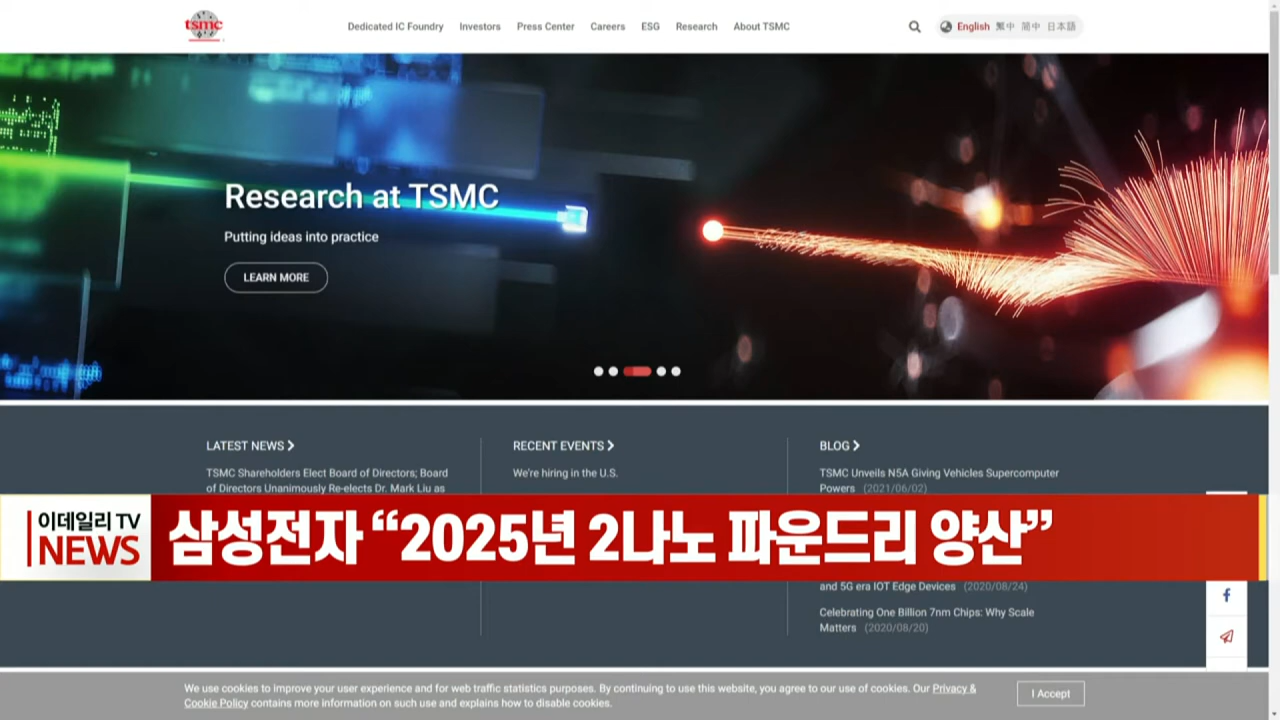 tsmc
Dedicated IC Foundry Investors Press Center Careers ESG Research About TSMC
English 繁中 简中 日本語
Research at TSMC
Putting ideas into practice
LEARN MORE
LATEST NEWS
TSMC Shareholders Elect Board of Directors; Board
of Directors Unanimously Re-elects Dr. Mark Liu as
RECENT EVENTS
We're hiring in the U.S.
BLOG
TSMC Unveils N5A Giving Vehicles Supercomputer
Powers (2021/06/02)
이데일리 TV
NEWS
삼성전자 “2025년 2나노 파운드리 양산”
and 5G era IOT Edge Devices (2020/08/24)
Celebrating One Billion 7nm Chips: Why Scale
Matters (2020/08/20)
We use cookies to improve your user experience and for web traffic statistics purposes. By continuing to use this website, you agree to our use of cookies. Our Privacy &
Cookie Policy contains more information on such use and explains how to disable cookies.
I Accept